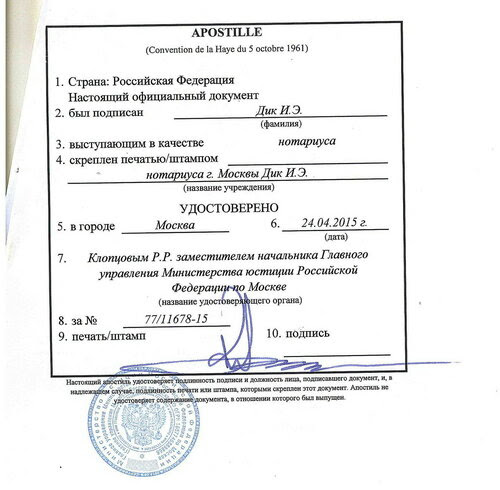 APOSTILLE
(Convention de la Haye du 5 octobre 1961)
1. Страна: Российская Федерация
Настоящий официальный документ
2. был подписан Дик И.Э.
(фамилия)
3. выступающим в качестве нотариуса
4. скреплен печатью/штампом
нотариуса г. Москвы Дик И.Э.
(название учреждения)
УДОСТОВЕРЕНО
5. в городе Москва 6. 24.04.2015 г.
(дата)
7. Клопцовым Р.Р. заместителем начальника Главного
управления Министерства юстиции Российской
Федерации по Москве
(название удостоверяющего органа)
8. за № 77/11678-15
9. печать/штамп 10. подпись
Настоящий апостиль удостоверяет подлинность подписи и должность лица, подписавшего документ, и, в
надлежащем случае, подлинность печати или штампа, которыми скреплен этот документ. Апостиль не
удостоверяет содержание документа, в отношении которого был выпущен.